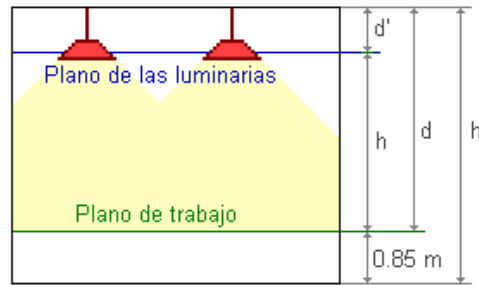 d'
Plano de las luminarias
h
d
h
Plano de trabajo
0.85 m